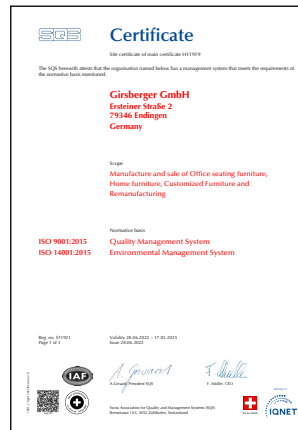 SQS
Certificate
Site certificate of main certificate H11919
The SQS herewith attests that the organisation named below has a management system that meets the requirements of
the normative basis mentioned.
Girsberger GmbH
Ersteiner Straße 2
79346 Endingen
Germany
Scope
Manufacture and sale of Office seating furniture,
Home furniture, Customized Furniture and
Remanufacturing
Normative basis
ISO 9001:2015 Quality Management System
ISO 14001:2015 Environmental Management System
Reg. no. H11921
Page 1 of 1
Validity 28.06.2022 – 17.03.2025
Issue 28.06.2022
IAF
A. Grisard, President SQS
F. Müller, CEO
Swiss Association for Quality and Management Systems (SQS)
Bernstrasse 103, 3052 Zollikofen, Switzerland
IQNET